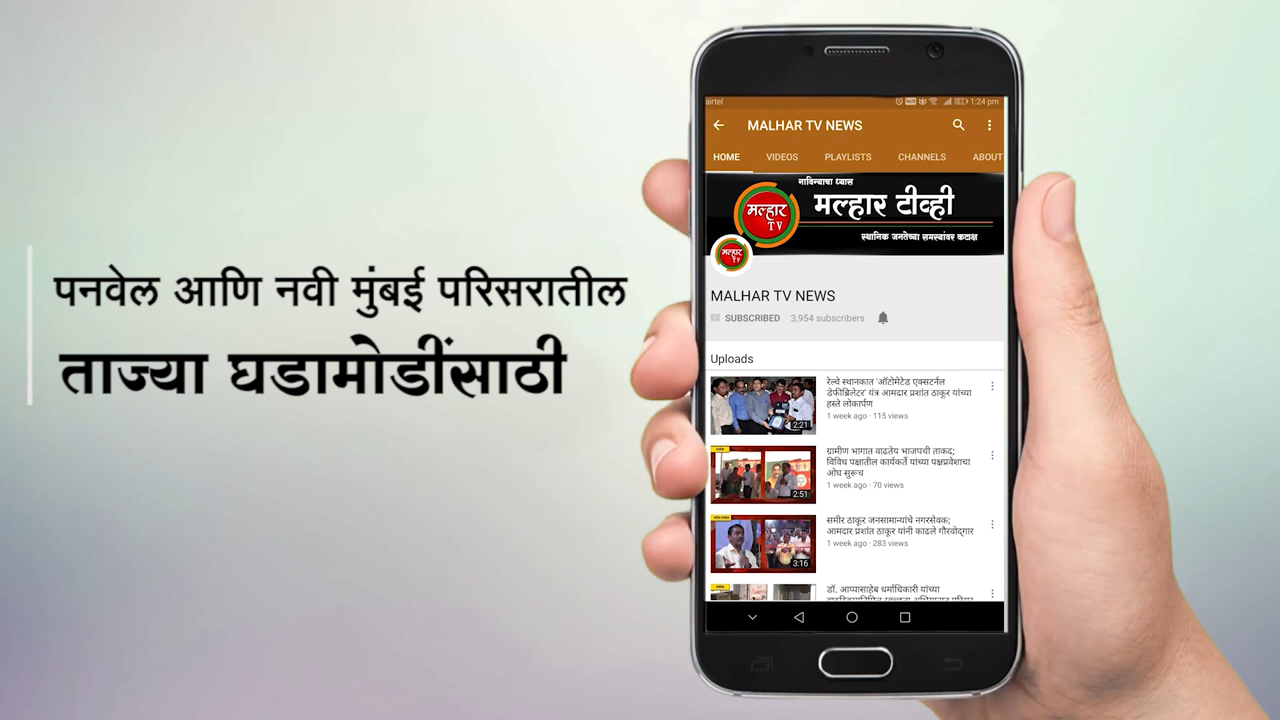 पनवेल आणि नवी मुंबई परिसरातील
ताज्या घडामोडींसाठी
airtel
1:24 pm
MALHAR TV NEWS
HOME
VIDEOS
PLAYLISTS
CHANNELS
ABOUT
मल्हार
TV
मल्हार टीव्ही
स्थानिक जनतेच्या समस्यांवर कटाक्ष
मल्हार
TV
MALHAR TV NEWS
SUBSCRIBED
3,954 subscribers
Uploads
रेल्वे स्थानकात 'ऑटोमेटेड एक्सटर्नल
डेफीब्रिलेटर' यंत्र आमदार प्रशांत ठाकूर यांच्या
हस्ते लोकार्पण
1 week ago · 115 views
2:21
ग्रामीण भागात वाढतेय भाजपची ताकद;
विविध पक्षातील कार्यकर्ते यांच्या पक्षप्रवेशाचा
ओघ सुरूच
1 week ago · 70 views
2:51
समीर ठाकूर जनसामान्यांचे नगरसेवक;
आमदार प्रशांत ठाकूर यांनी काढले गौरवोद्गार
1 week ago · 283 views
3:16
डॉ. आप्पासाहेब धर्माधिकारी यांच्या